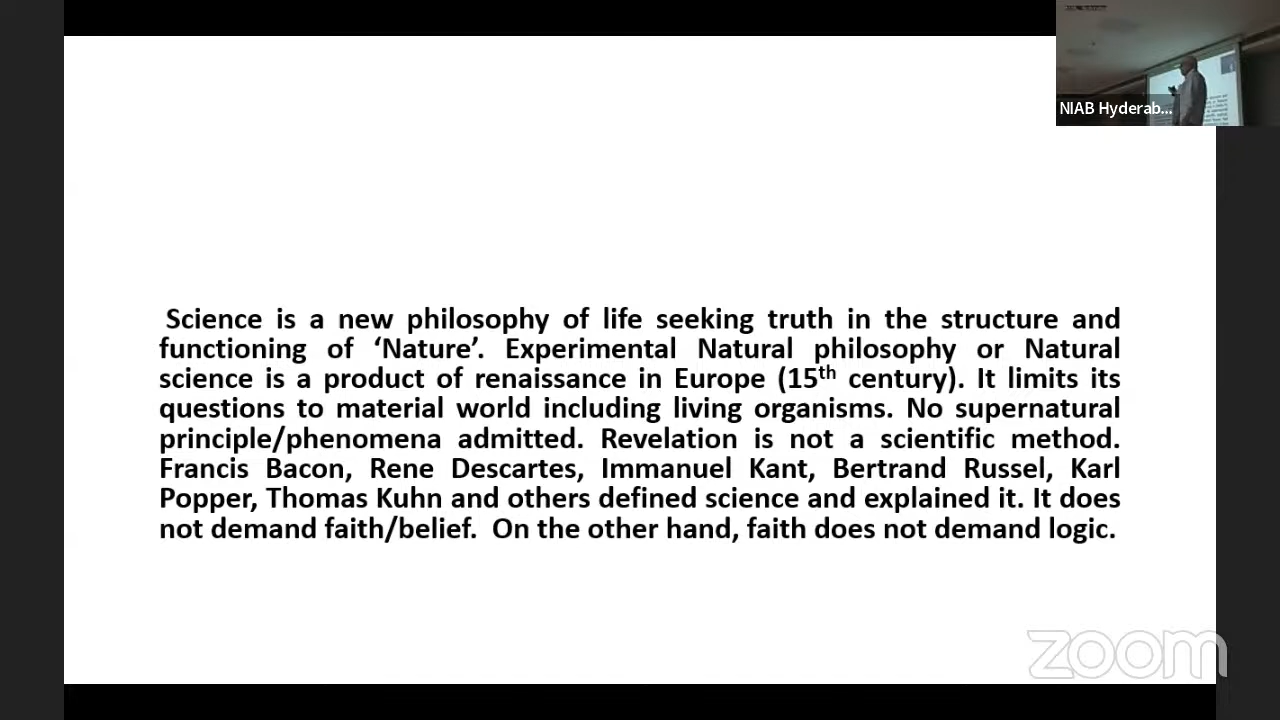 NIAB Hyderab...
Science is a new philosophy of life seeking truth in the structure and
functioning of ‘Nature’. Experimental Natural philosophy or Natural
science is a product of renaissance in Europe (15th century). It limits its
questions to material world including living organisms. No supernatural
principle/phenomena admitted. Revelation is not a scientific method.
Francis Bacon, Rene Descartes, Immanuel Kant, Bertrand Russel, Karl
Popper, Thomas Kuhn and others defined science and explained it. It does
not demand faith/belief.  On the other hand, faith does not demand logic.
zoom